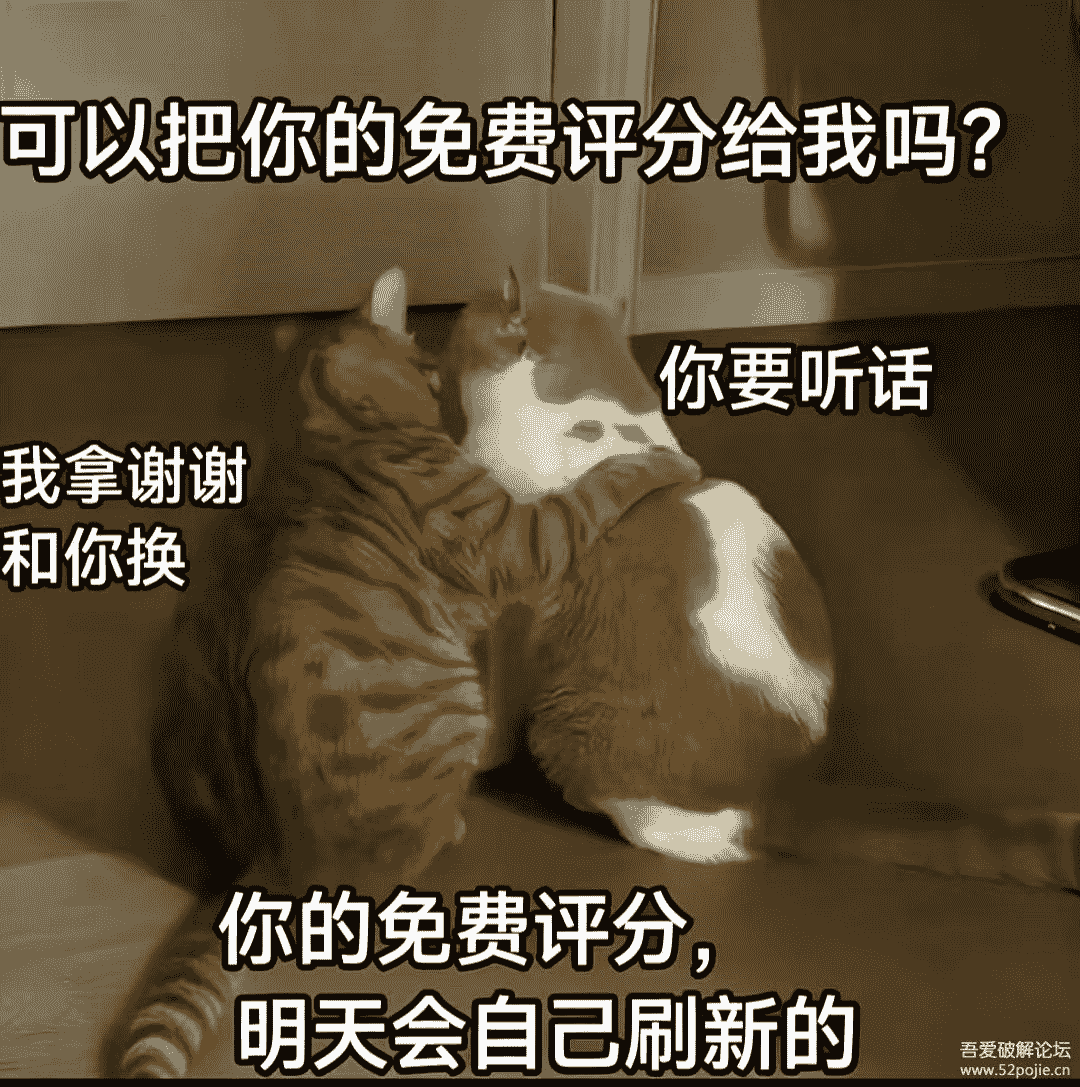 可以把你的免费评分给我吗？
你要听话
我拿谢谢
和你换
你的免费评分，
明天会自己刷新的
吾爱破解论坛
www.52pojie.cn